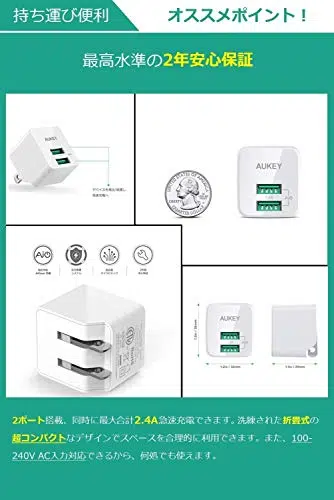 持ち運び便利
オススメポイント！
最高水準の2年安心保証
AUKEY
AiQ
AUKEY
AUKEY
2ポート搭載、同時に最大合計2.4A急速充電できます。洗練された折畳式の
超コンパクトなデザインでスペースを合理的に利用できます。また、100-
240V AC入力対応できるから、何処でも使えます。